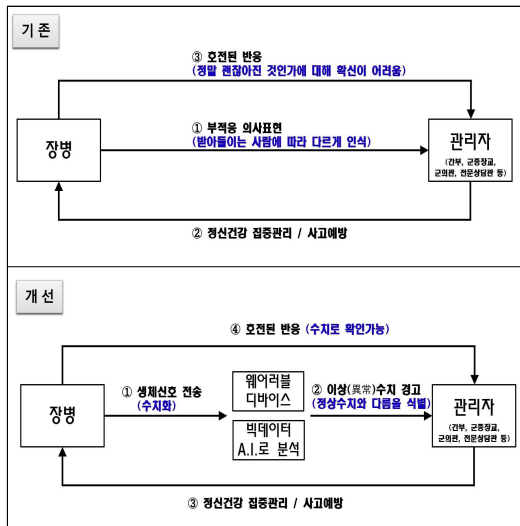 기 존
③ 호전된 반응
(정말 괜찮아진 것인가에 대해 확신이 어려움)
① 부적응 의사표현
(받아들이는 사람에 따라 다르게 인식)
장병
관리자
(간부, 군종장교,
군의관, 전문상담관 등)
② 정신건강 집중관리 / 사고예방
개 선
④ 호전된 반응 (수치로 확인가능)
① 생체신호 전송
(수치화)
웨어러블
디바이스
② 이상(異常)수치 경고
(정상수치와 다름을 식별)
장병
빅데이터
A.I.로 분석
관리자
(간부, 군종장교,
군의관, 전문상담관 등)
③ 정신건강 집중관리 / 사고예방